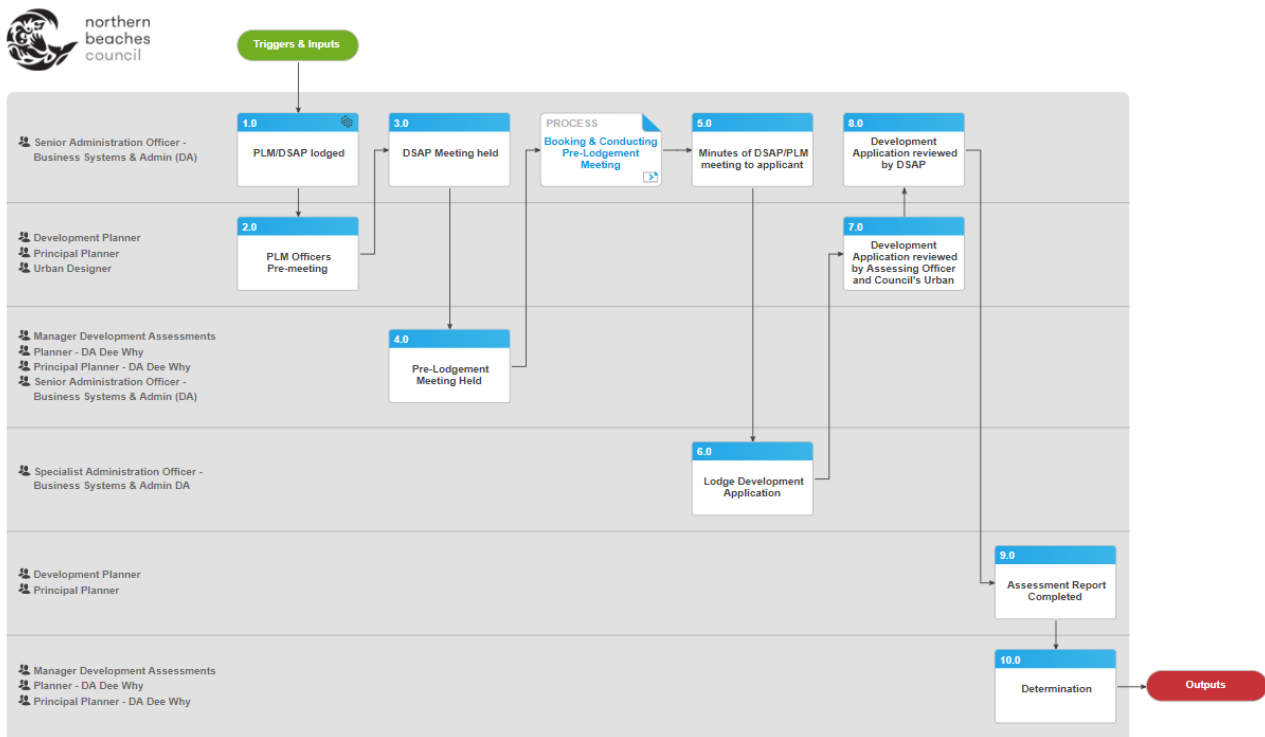 northern
beaches
council
Triggers & Inputs
Senior Administration Officer -
Business Systems & Admin (DA)
1.0
PLM/DSAP lodged
3.0
DSAP Meeting held
PROCESS
Booking & Conducting
Pre-Lodgement
Meeting
5.0
Minutes of DSAP/PLM
meeting to applicant
8.0
Development
Application reviewed
by DSAP
Development Planner
Principal Planner
Urban Designer
2.0
PLM Officers
Pre-meeting
7.0
Development
Application reviewed
by Assessing Officer
and Council's Urban
Manager Development Assessments
Planner - DA Dee Why
Principal Planner - DA Dee Why
Senior Administration Officer -
Business Systems & Admin (DA)
4.0
Pre-Lodgement
Meeting Held
Specialist Administration Officer -
Business Systems & Admin DA
6.0
Lodge Development
Application
Development Planner
Principal Planner
9.0
Assessment Report
Completed
Manager Development Assessments
Planner - DA Dee Why
Principal Planner - DA Dee Why
10.0
Determination
Outputs